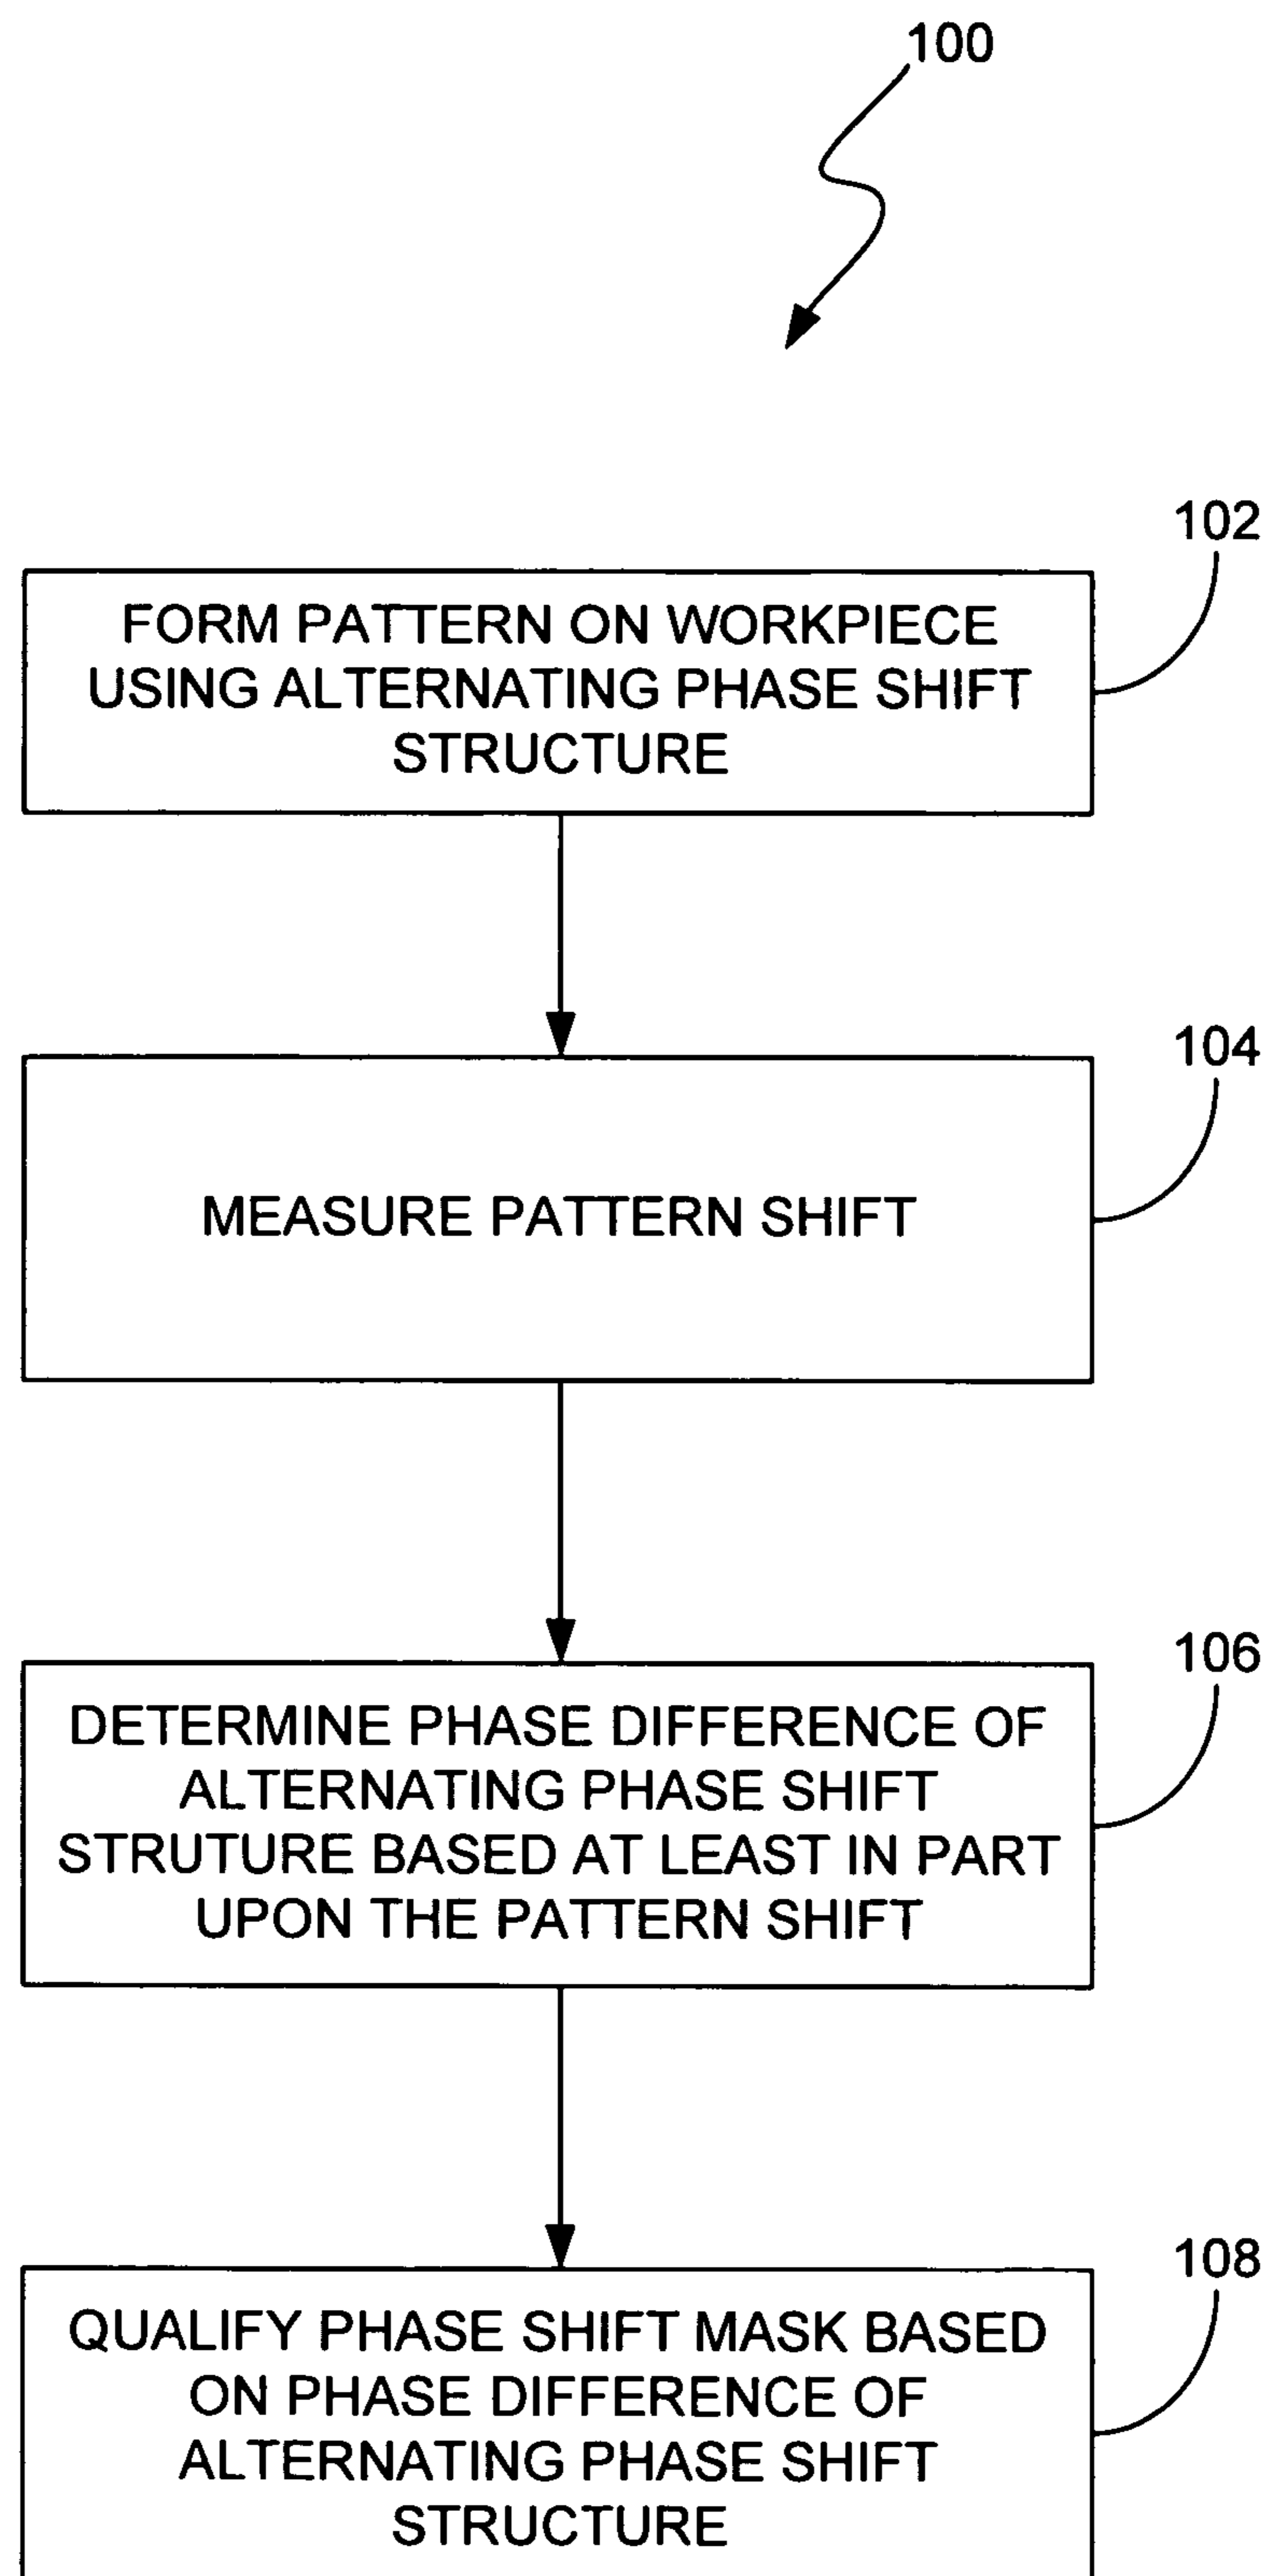 100
102
FORM PATTERN ON WORKPIECE
USING ALTERNATING PHASE SHIFT
STRUCTURE
104
MEASURE PATTERN SHIFT
106
DETERMINE PHASE DIFFERENCE OF
ALTERNATING PHASE SHIFT
STRUTURE BASED AT LEAST IN PART
UPON THE PATTERN SHIFT
108
QUALIFY PHASE SHIFT MASK BASED
ON PHASE DIFFERENCE OF
ALTERNATING PHASE SHIFT
STRUCTURE